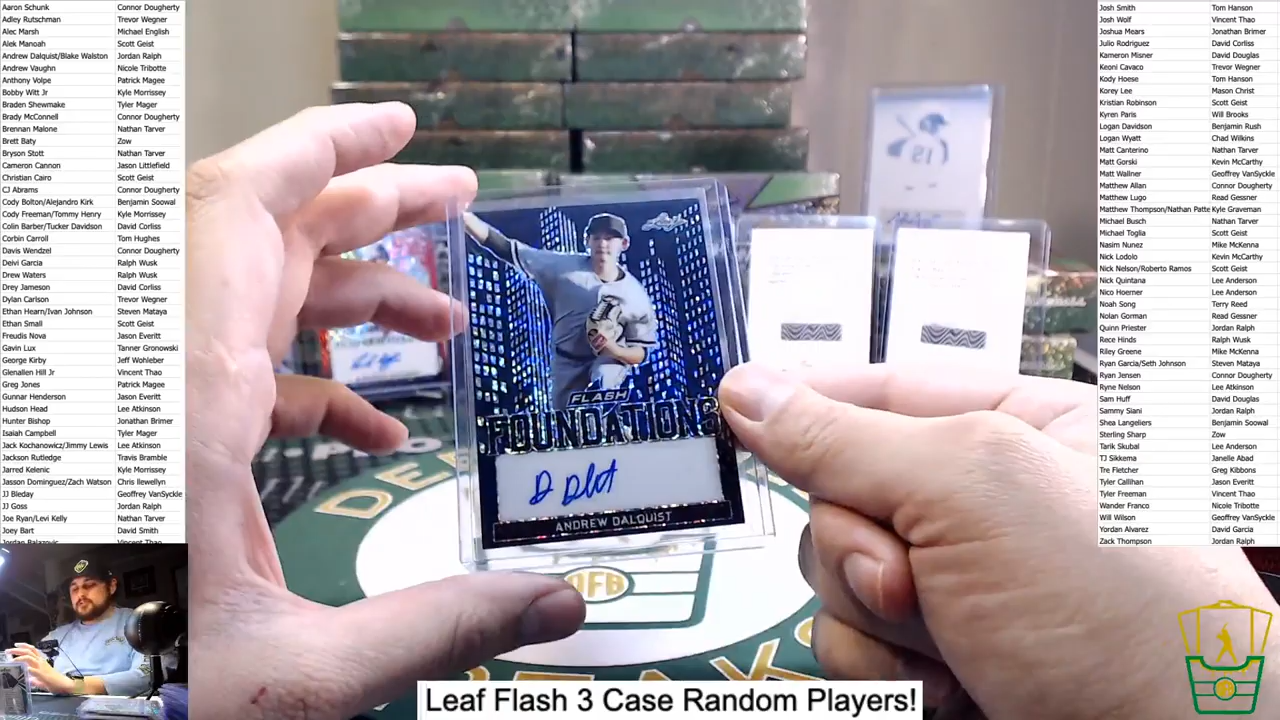 Aaron Schunk Connor Dougherty
Adley Rutschman Trevor Wegner
Alec Marsh Michael English
Alek Manoah Scott Geist
Andrew Dalquist/Blake Walston Jordan Ralph
Andrew Vaughn Nicole Tribotte
Anthony Volpe Patrick Magee
Bobby Witt Jr Kyle Morrissey
Braden Shewmake Tyler Mager
Brady McConnell Connor Dougherty
Brennan Malone Nathan Tarver
Brett Baty Zow
Bryson Stott Nathan Tarver
Cameron Cannon Jason Littlefield
Christian Cairo Scott Geist
CJ Abrams Connor Dougherty
Cody Bolton/Alejandro Kirk Benjamin Soowal
Cody Freeman/Tommy Henry Kyle Morrissey
Colin Barber/Tucker Davidson David Corliss
Corbin Carroll Tom Hughes
Davis Wendzel Connor Dougherty
Deivi Garcia Ralph Wusk
Drew Waters Ralph Wusk
Drey Jameson David Corliss
Dylan Carlson Trevor Wegner
Ethan Hearn/Ivan Johnson Steven Mataya
Ethan Small Scott Geist
Freudis Nova Jason Everitt
Gavin Lux Tanner Gronowski
George Kirby Jeff Wohleber
Glenallen Hill Jr Vincent Thao
Greg Jones Patrick Magee
Gunnar Henderson Jason Everitt
Hudson Head Lee Atkinson
Hunter Bishop Jonathan Brimer
Isaiah Campbell Tyler Mager
Jack Kochanowicz/Jimmy Lewis Lee Atkinson
Jackson Rutledge Travis Bramble
Jarred Kelenic Kyle Morrissey
Jasson Dominguez/Zach Watson Chris llewellyn
JJ Bleday Geoffrey VanSyckle
JJ Goss Jordan Ralph
Joe Ryan/Levi Kelly Nathan Tarver
Joey Bart David Smith
Jordan Balazovic Vincent Thao
Josh Smith Tom Hanson
Josh Wolf Vincent Thao
Joshua Mears Jonathan Brimer
Julio Rodriguez David Corliss
Kameron Misner David Douglas
Keoni Cavaco Trevor Wegner
Kody Hoese Tom Hanson
Korey Lee Mason Christ
Kristian Robinson Scott Geist
Kyren Paris Will Brooks
Logan Davidson Benjamin Rush
Logan Wyatt Chad Wilkins
Matt Canterino Nathan Tarver
Matt Gorski Kevin McCarthy
Matt Wallner Geoffrey VanSyckle
Matthew Allan Connor Dougherty
Matthew Lugo Read Gessner
Matthew Thompson/Nathan Patte Kyle Graveman
Michael Busch Nathan Tarver
Michael Toglia Scott Geist
Nasim Nunez Mike McKenna
Nick Lodolo Kevin McCarthy
Nick Nelson/Roberto Ramos Scott Geist
Nick Quintana Lee Anderson
Nico Hoerner Lee Anderson
Noah Song Terry Reed
Nolan Gorman Read Gessner
Quinn Priester Jordan Ralph
Rece Hinds Ralph Wusk
Riley Greene Mike McKenna
Ryan Garcia/Seth Johnson Steven Mataya
Ryan Jensen Connor Dougherty
Ryne Nelson Lee Atkinson
Sam Huff David Douglas
Sammy Siani Jordan Ralph
Shea Langeliers Benjamin Soowal
Sterling Sharp Zow
Tarik Skubal Lee Anderson
TJ Sikkema Janelle Abad
Tre Fletcher Greg Kibbons
Tyler Callihan Jason Everitt
Tyler Freeman Vincent Thao
Wander Franco Nicole Tribotte
Will Wilson Geoffrey VanSyckle
Yordan Alvarez David Garcia
Zack Thompson Jordan Ralph
Leaf
FLASH
FOUNDATIONS
ANDREW DALQUIST
Leaf Flash 3 Case Random Players!